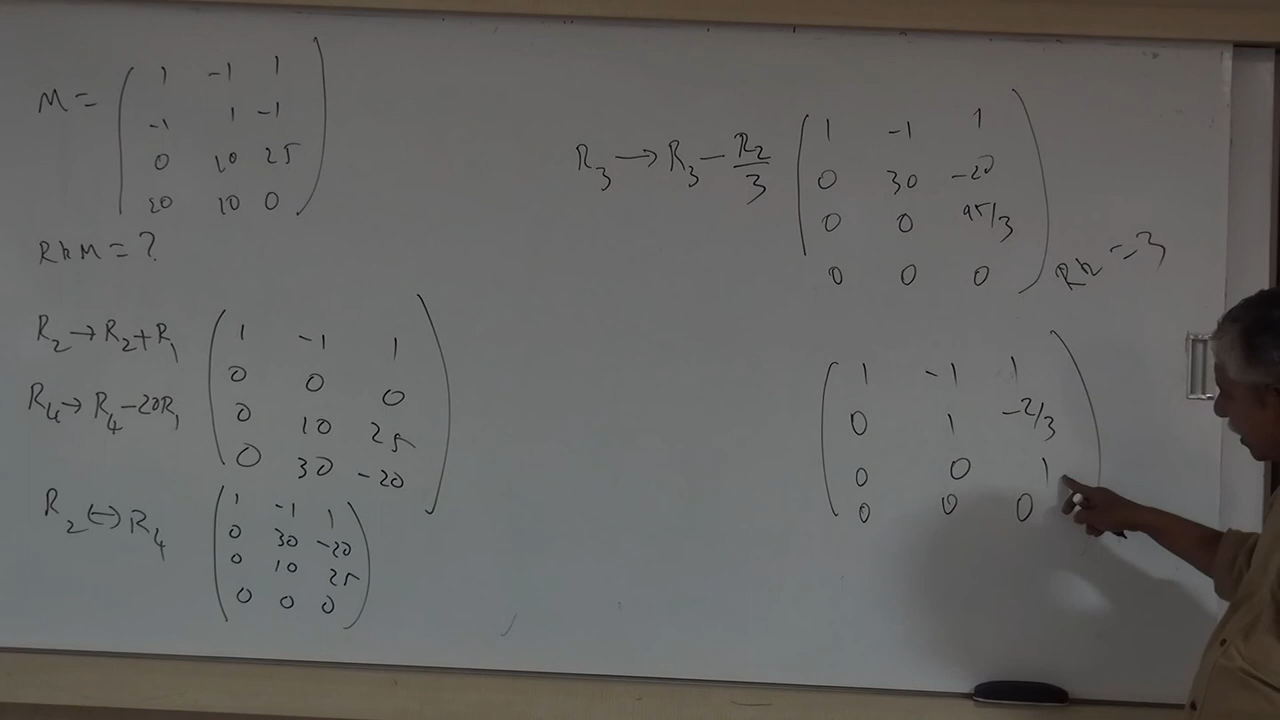 M = ( 1 -1 1
-1 1 -1
0 10 25
20 10 0 )
Rk M = ?
R2 → R2 + R1
R4 → R4 - 20R1
( 1 -1 1
0 0 0
0 10 25
0 30 -20 )
R2 ↔ R4
( 1 -1 1
0 30 -20
0 10 25
0 0 0 )
R3 → R3 - R2/3
( 1 -1 1
0 30 -20
0 0 95/3
0 0 0 )
Rk = 3
( 1 -1 1
0 1 -2/3
0 0 1
0 0 0 )